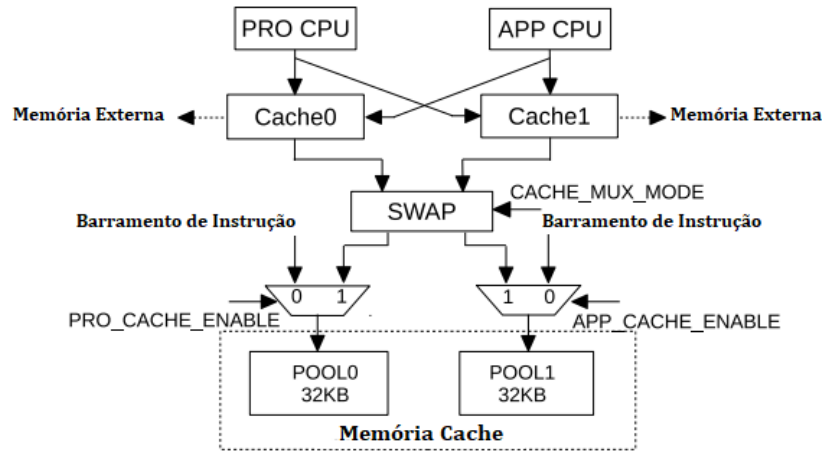 PRO CPU
APP CPU
Memória Externa
Cache0
Cache1
Memória Externa
SWAP
CACHE_MUX_MODE
Barramento de Instrução
Barramento de Instrução
0 1
1 0
PRO_CACHE_ENABLE
APP_CACHE_ENABLE
POOL0
32KB
POOL1
32KB
Memória Cache